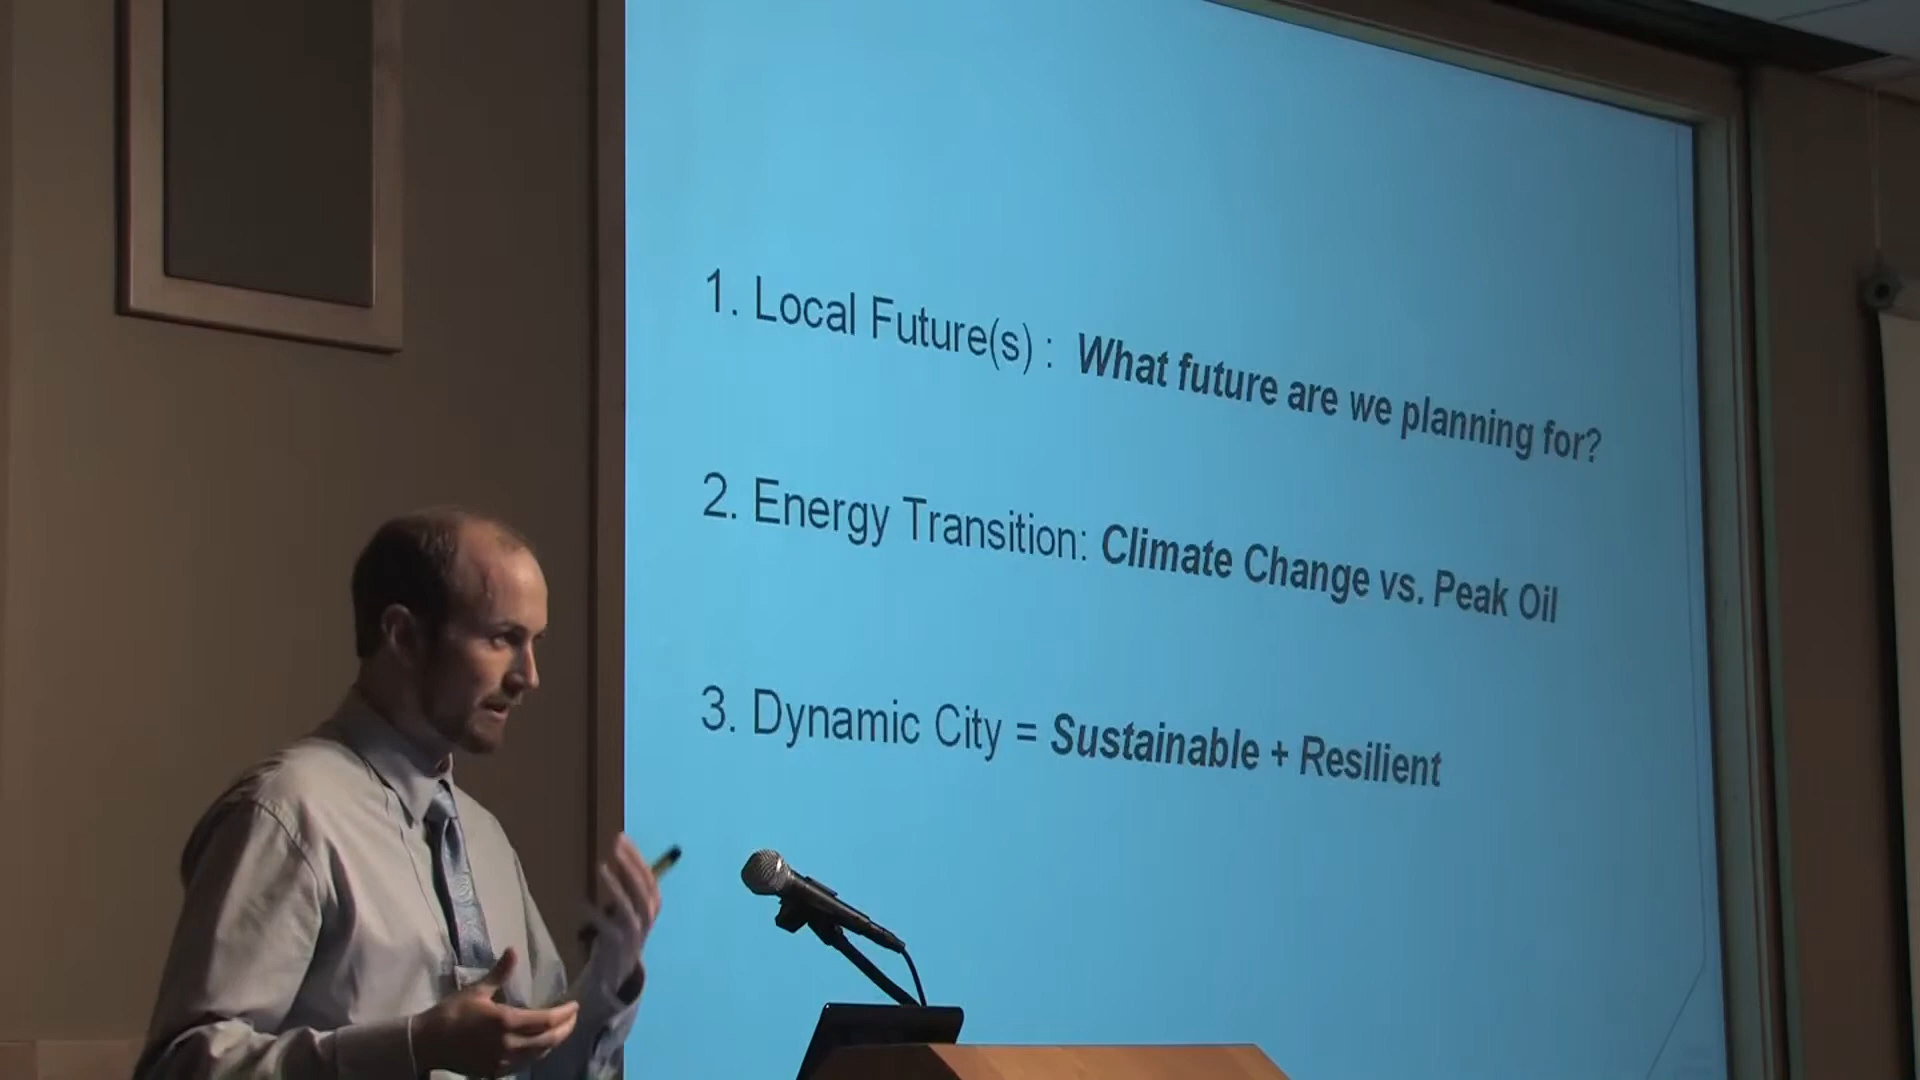 1. Local Future(s) : What future are we planning for?
2. Energy Transition: Climate Change vs. Peak Oil
3. Dynamic City = Sustainable + Resilient